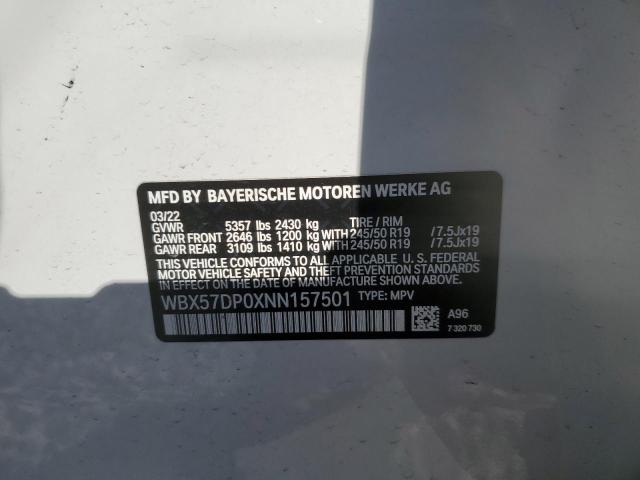 MFD BY BAYERISCHE MOTOREN WERKE AG
03/22
GVWR 5357 lbs 2430 kg TIRE / RIM
GAWR FRONT 2646 lbs 1200 kg WITH 245/50 R19 /7.5Jx19
GAWR REAR 3109 lbs 1410 kg WITH 245/50 R19 /7.5Jx19
THIS VEHICLE CONFORMS TO ALL APPLICABLE U. S. FEDERAL
MOTOR VEHICLE SAFETY AND THEFT PREVENTION STANDARDS
IN EFFECT ON THE DATE OF MANUFACTURE SHOWN ABOVE.
WBX57DP0XNN157501 TYPE: MPV
A96
7 320 730